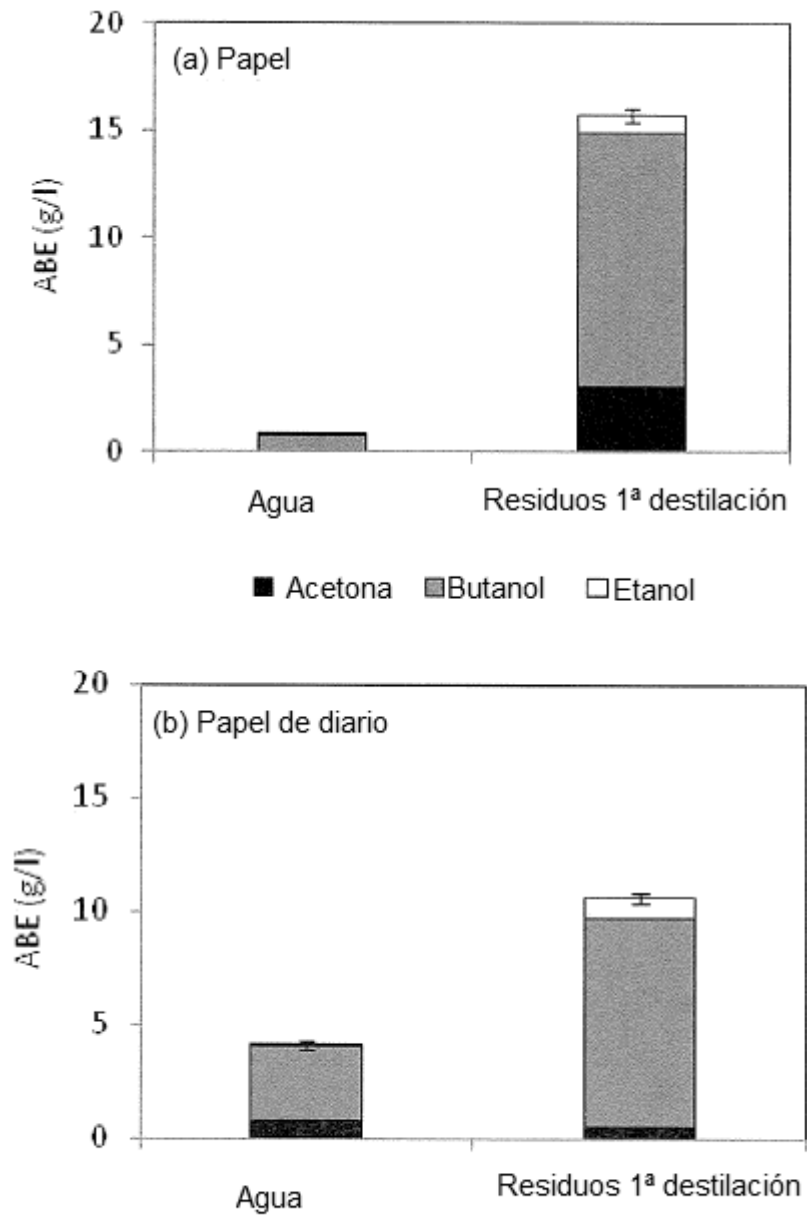 20
(a) Papel
15
10
5
0
ABE (g/l)
Agua
Residuos 1ª destilación
Acetona Butanol Etanol
20
(b) Papel de diario
15
10
5
0
ABE (g/l)
Agua
Residuos 1ª destilación